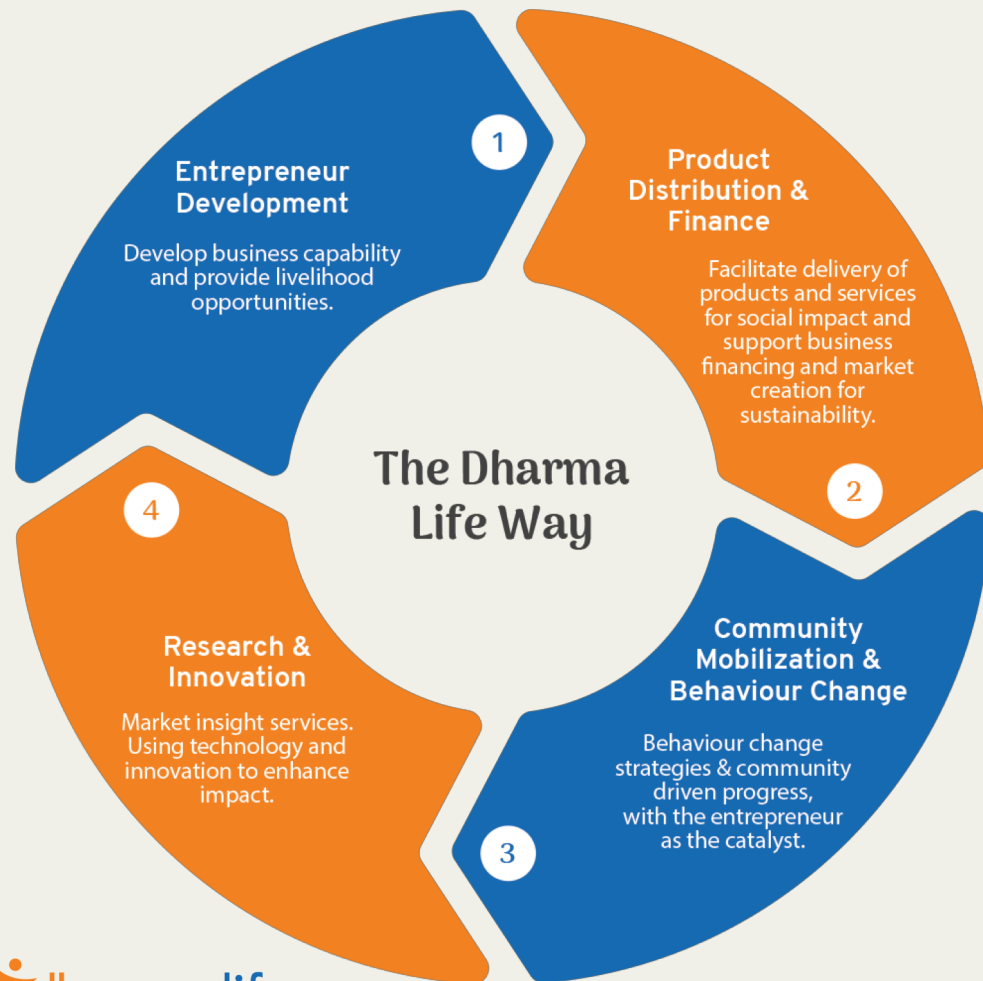 1
Entrepreneur
Development
Develop business capability
and provide livelihood
opportunities.
Product
Distribution &
Finance
Facilitate delivery of
products and services
for social impact and
support business
financing and market
creation for
sustainability.
2
The Dharma
Life Way
Community
Mobilization &
Behaviour Change
Behaviour change
strategies & community
driven progress,
with the entrepreneur
as the catalyst.
3
4
Research &
Innovation
Market insight services.
Using technology and
innovation to enhance
impact.